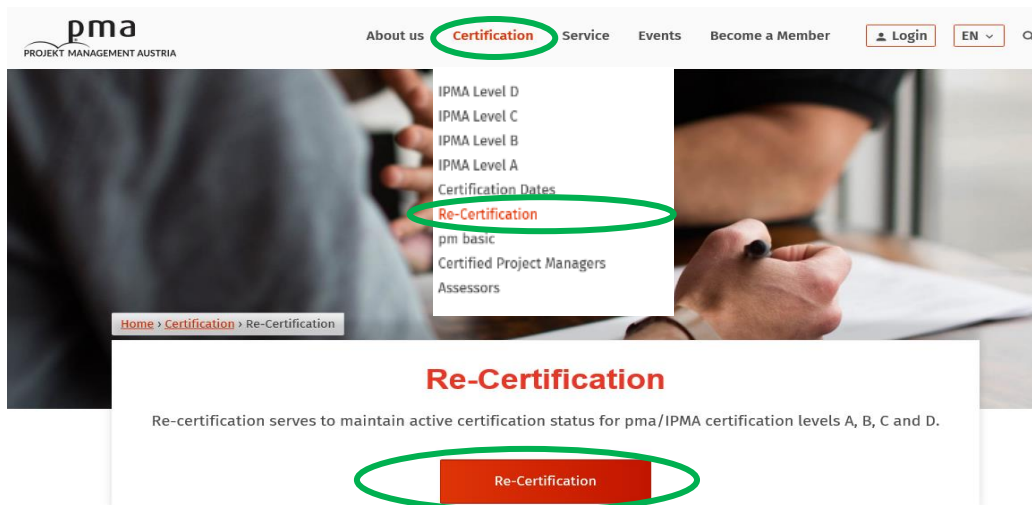 pma
PROJEKT MANAGEMENT AUSTRIA
About us Certification Service Events Become a Member Login EN
IPMA Level D
IPMA Level C
IPMA Level B
IPMA Level A
Certification Dates
Re-Certification
pm basic
Certified Project Managers
Assessors
Home › Certification › Re-Certification
Re-Certification
Re-certification serves to maintain active certification status for pma/IPMA certification levels A, B, C and D.
Re-Certification